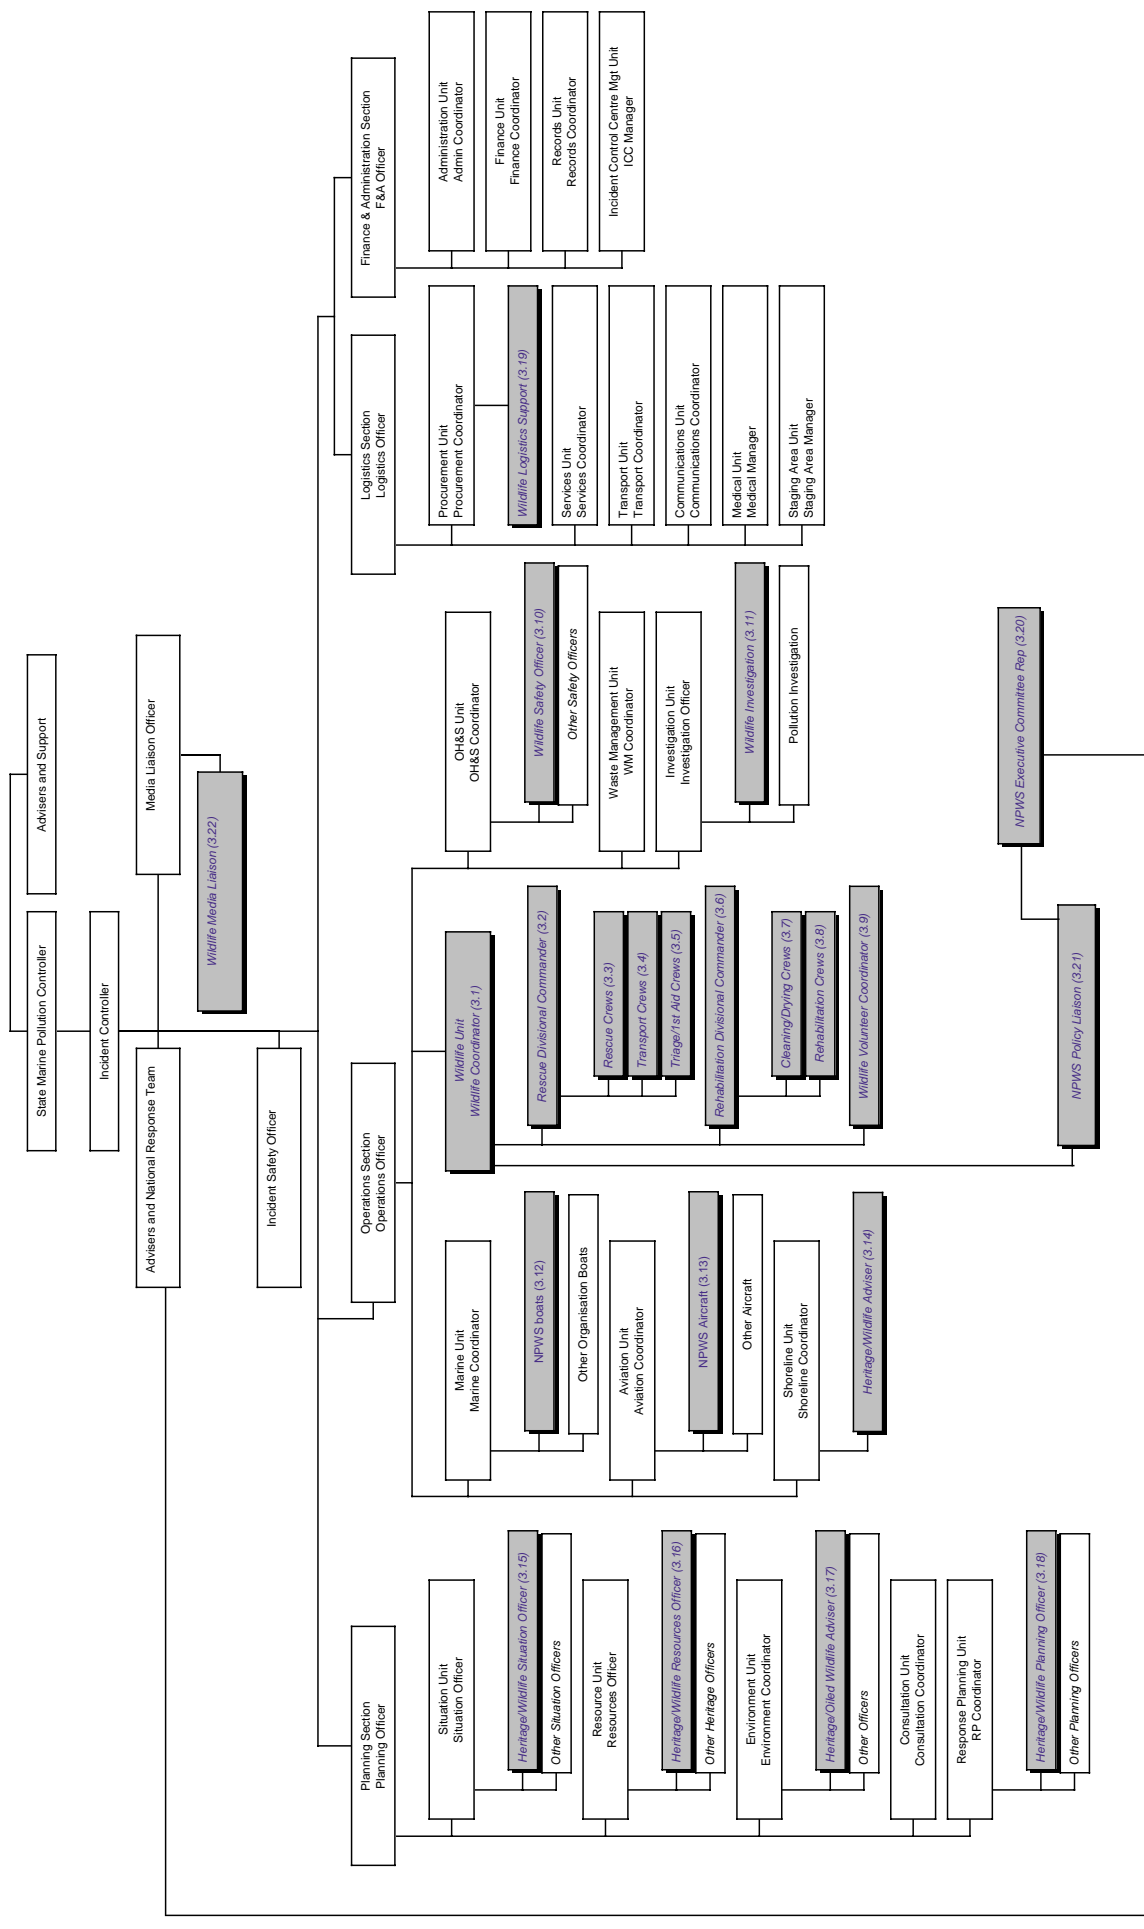 State Marine Pollution Controller
Advisers and Support
Incident Controller
Advisers and National Response Team
Media Liaison Officer
Wildlife Media Liaison (3.22)
Incident Safety Officer
Planning Section
Planning Officer
Situation Unit
Situation Officer
Heritage/Wildlife Situation Officer (3.15)
Other Situation Officers
Resource Unit
Resources Officer
Heritage/Wildlife Resources Officer (3.16)
Other Heritage Officers
Environment Unit
Environment Coordinator
Heritage/Oiled Wildlife Adviser (3.17)
Other Officers
Consultation Unit
Consultation Coordinator
Response Planning Unit
RP Coordinator
Heritage/Wildlife Planning Officer (3.18)
Other Planning Officers
Operations Section
Operations Officer
Marine Unit
Marine Coordinator
NPWS boats (3.12)
Other Organisation Boats
Aviation Unit
Aviation Coordinator
NPWS Aircraft (3.13)
Other Aircraft
Shoreline Unit
Shoreline Coordinator
Heritage/Wildlife Adviser (3.14)
Wildlife Unit
Wildlife Coordinator (3.1)
Rescue Divisional Commander (3.2)
Rescue Crews (3.3)
Transport Crews (3.4)
Triage/1st Aid Crews (3.5)
Rehabilitation Divisional Commander (3.6)
Cleaning/Drying Crews (3.7)
Rehabilitation Crews (3.8)
Wildlife Volunteer Coordinator (3.9)
NPWS Policy Liaison (3.21)
NPWS Executive Committee Rep (3.20)
OH&S Unit
OH&S Coordinator
Wildlife Safety Officer (3.10)
Other Safety Officers
Waste Management Unit
WM Coordinator
Investigation Unit
Investigation Officer
Wildlife Investigation (3.11)
Pollution Investigation
Logistics Section
Logistics Officer
Procurement Unit
Procurement Coordinator
Wildlife Logistics Support (3.19)
Services Unit
Services Coordinator
Transport Unit
Transport Coordinator
Communications Unit
Communications Coordinator
Medical Unit
Medical Manager
Staging Area Unit
Staging Area Manager
Finance & Administration Section
F&A Officer
Administration Unit
Admin Coordinator
Finance Unit
Finance Coordinator
Records Unit
Records Coordinator
Incident Control Centre Mgt Unit
ICC Manager